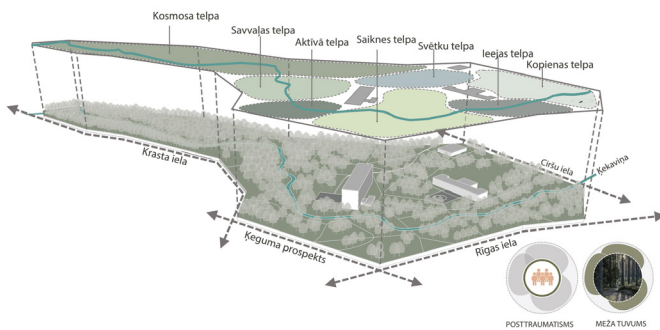 Kosmosa telpa
Savvaļas telpa
Aktīvā telpa
Saiknes telpa
Svētku telpa
Ieejas telpa
Kopienas telpa
Krasta iela
Ķeguma prospekts
Rīgas iela
Cīršu iela
Ķekaviņa
POSTTRAUMATISMS
MEŽA TUVUMS